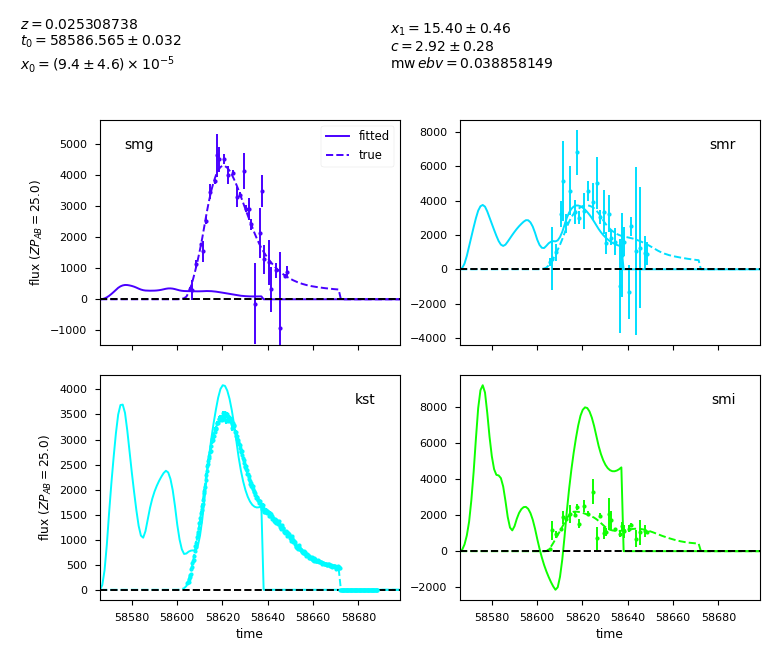 z = 0.025308738
t₀ = 58586.565 ± 0.032
x₀ = (9.4 ± 4.6) × 10⁻⁵
x₁ = 15.40 ± 0.46
c = 2.92 ± 0.28
mw ebv = 0.038858149
smg
fitted
true
flux (ZP_AB = 25.0)
5000
4000
3000
2000
1000
0
−1000
smr
8000
6000
4000
2000
0
−2000
−4000
kst
flux (ZP_AB = 25.0)
4000
3500
3000
2500
2000
1500
1000
500
0
58580 58600 58620 58640 58660 58680
time
smi
8000
6000
4000
2000
0
−2000
58580 58600 58620 58640 58660 58680
time